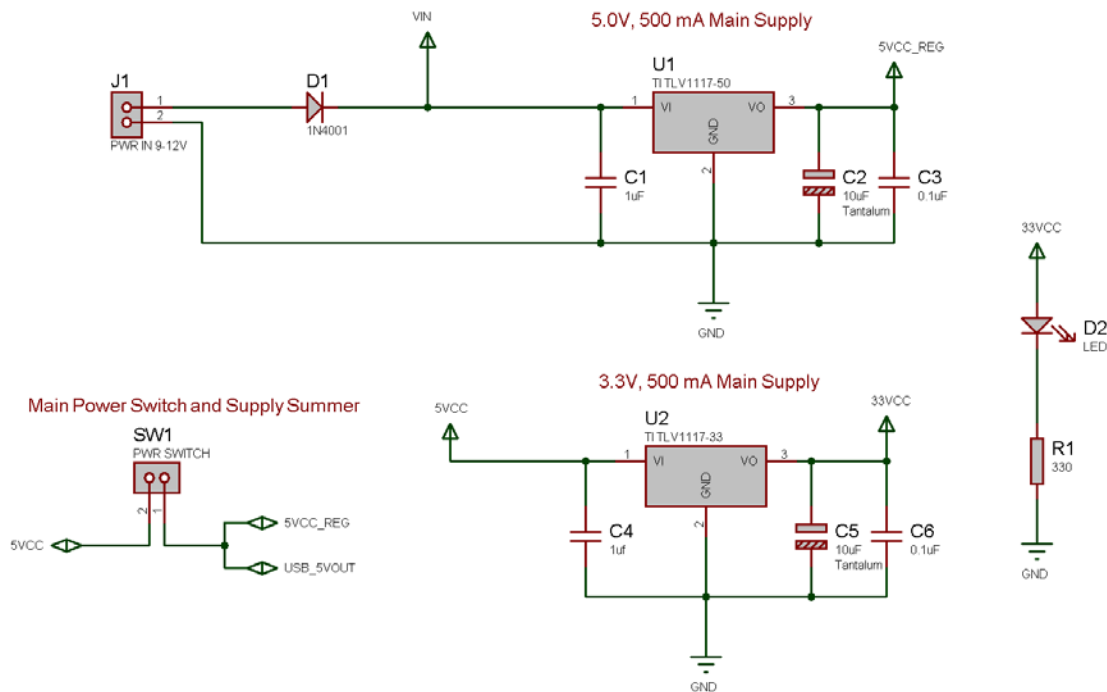 VIN
5.0V, 500 mA Main Supply
5VCC_REG
J1
1
2
PWR IN 9-12V
D1
1N4001
U1
TI TLV1117-50
1
VI
VO
3
GND
2
C1
1uF
C2
10uF
Tantalum
C3
0.1uF
GND
33VCC
D2
LED
R1
330
GND
Main Power Switch and Supply Summer
SW1
PWR SWITCH
2
1
5VCC
5VCC_REG
USB_5VOUT
3.3V, 500 mA Main Supply
5VCC
33VCC
U2
TI TLV1117-33
1
VI
VO
3
GND
2
C4
1uf
C5
10uF
Tantalum
C6
0.1uF
GND